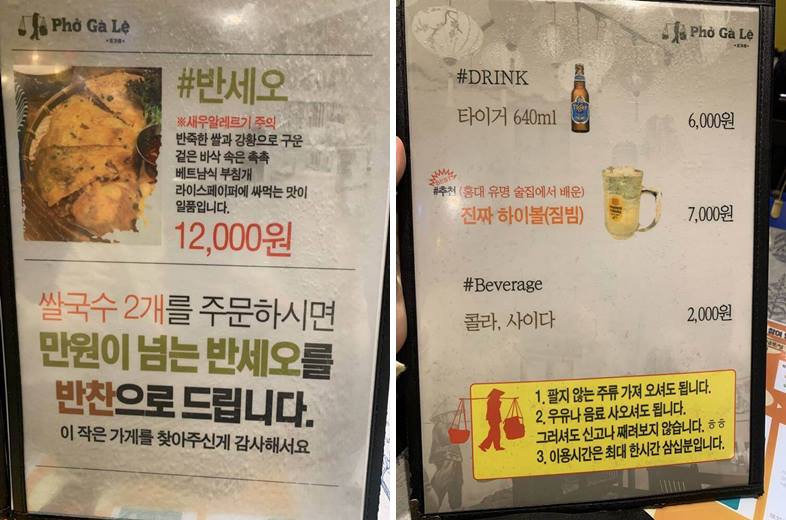 Phở Gà Lệ
#반세오
※새우알레르기 주의
반죽한 쌀과 강황으로 구운
겉은 바삭 속은 촉촉
베트남식 부침개
라이스페이퍼에 싸먹는 맛이
일품입니다.
12,000원
쌀국수 2개를 주문하시면
만원이 넘는 반세오를
반찬으로 드립니다.
이 작은 가게를 찾아주신게 감사해서요
Phở Gà Lệ
#DRINK
타이거 640ml
6,000원
Tiger
#추천 (홍대 유명 술집에서 배운)
진짜 하이볼(짐빔)
7,000원
#Beverage
콜라, 사이다
2,000원
1. 팔지 않는 주류 가져 오셔도 됩니다.
2. 우유나 음료 사오셔도 됩니다.
그러셔도 신고나 째려보지 않습니다. ㅎㅎ
3. 이용시간은 최대 한시간 삼십분입니다.